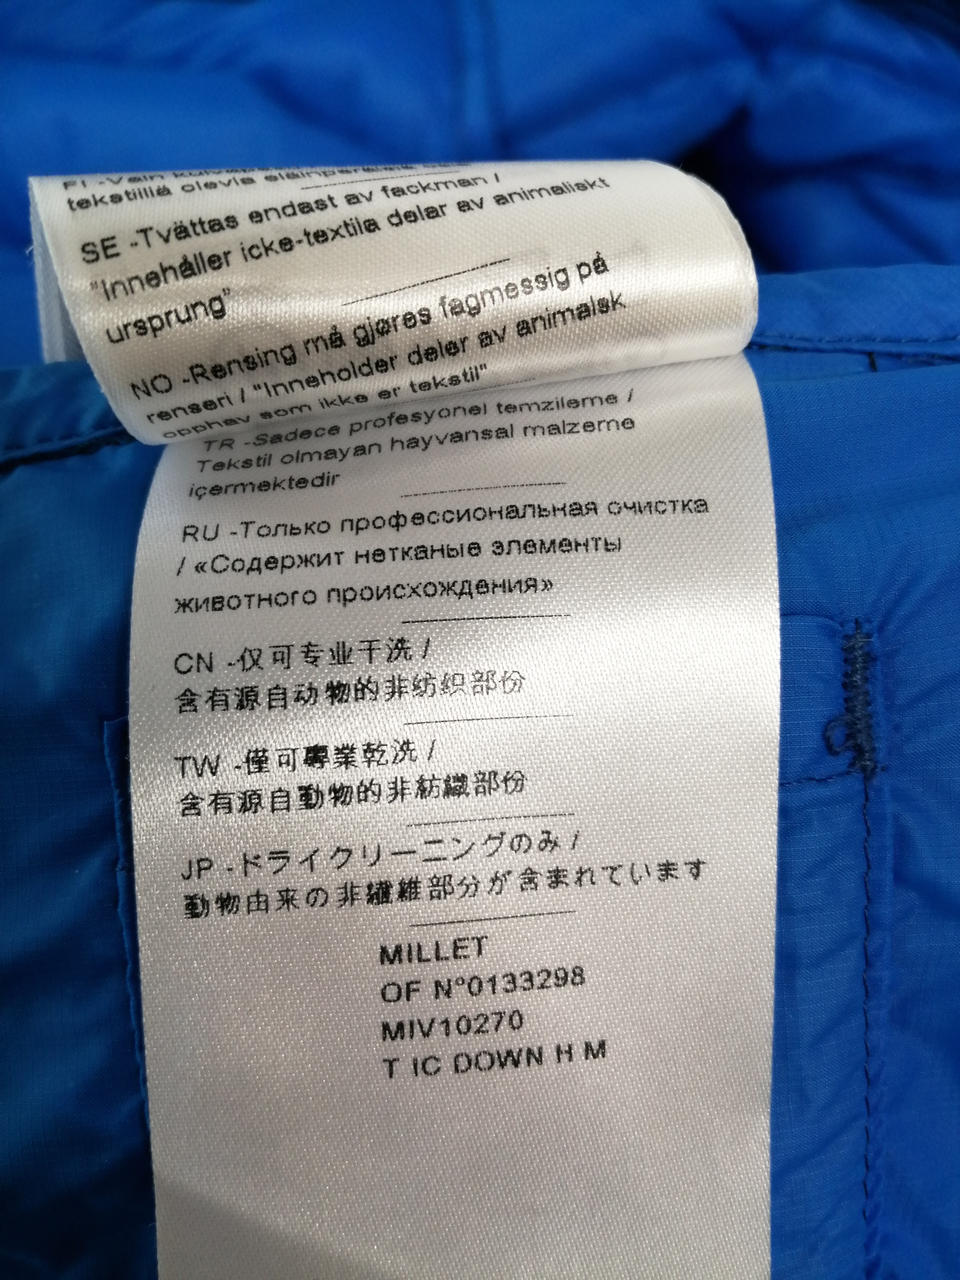 FI -Vain
tekstiiliä olevia eläinperäisiä osia
SE -Tvättas endast av fackman /
"Innehåller icke-textila delar av animaliskt
ursprung"
NO -Rensing må gjøres fagmessig på
renseri / "Inneholder deler av animalsk
opphav som ikke er tekstil"
TR -Sadece profesyonel temzileme /
Tekstil olmayan hayvansal malzeme
içermektedir
RU -Только профессиональная очистка
/ «Содержит нетканые элементы
животного происхождения»
CN -仅可专业干洗 /
含有源自动物的非纺织部份
TW -僅可專業乾洗 /
含有源自動物的非紡織部份
JP -ドライクリーニングのみ /
動物由来の非繊維部分が含まれています
MILLET
OF N°0133298
MIV10270
T IC DOWN H M